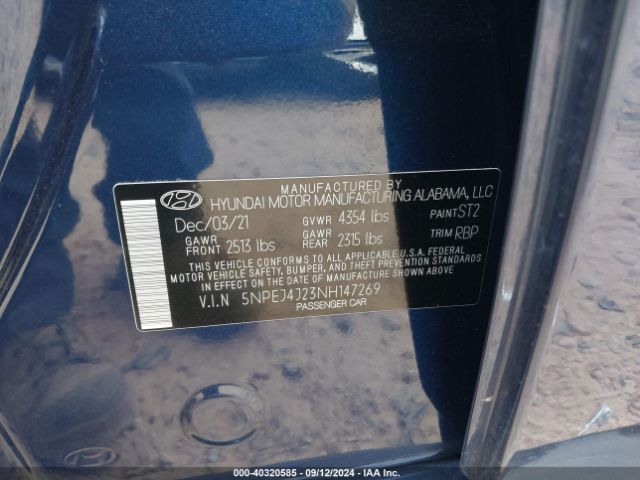 MANUFACTURED BY
HYUNDAI MOTOR MANUFACTURING ALABAMA, LLC
Dec/03/21 GVWR 4354 lbs PAINT ST2
GAWR FRONT 2513 lbs GAWR REAR 2315 lbs TRIM RBP
THIS VEHICLE CONFORMS TO ALL APPLICABLE U.S.A. FEDERAL
MOTOR VEHICLE SAFETY, BUMPER, AND THEFT PREVENTION STANDARDS
IN EFFECT ON THE DATE OF MANUFACTURE SHOWN ABOVE.
V.I.N 5NPEJ4J23NH147269
PASSENGER CAR
000-40320585 - 09/12/2024 - IAA Inc.